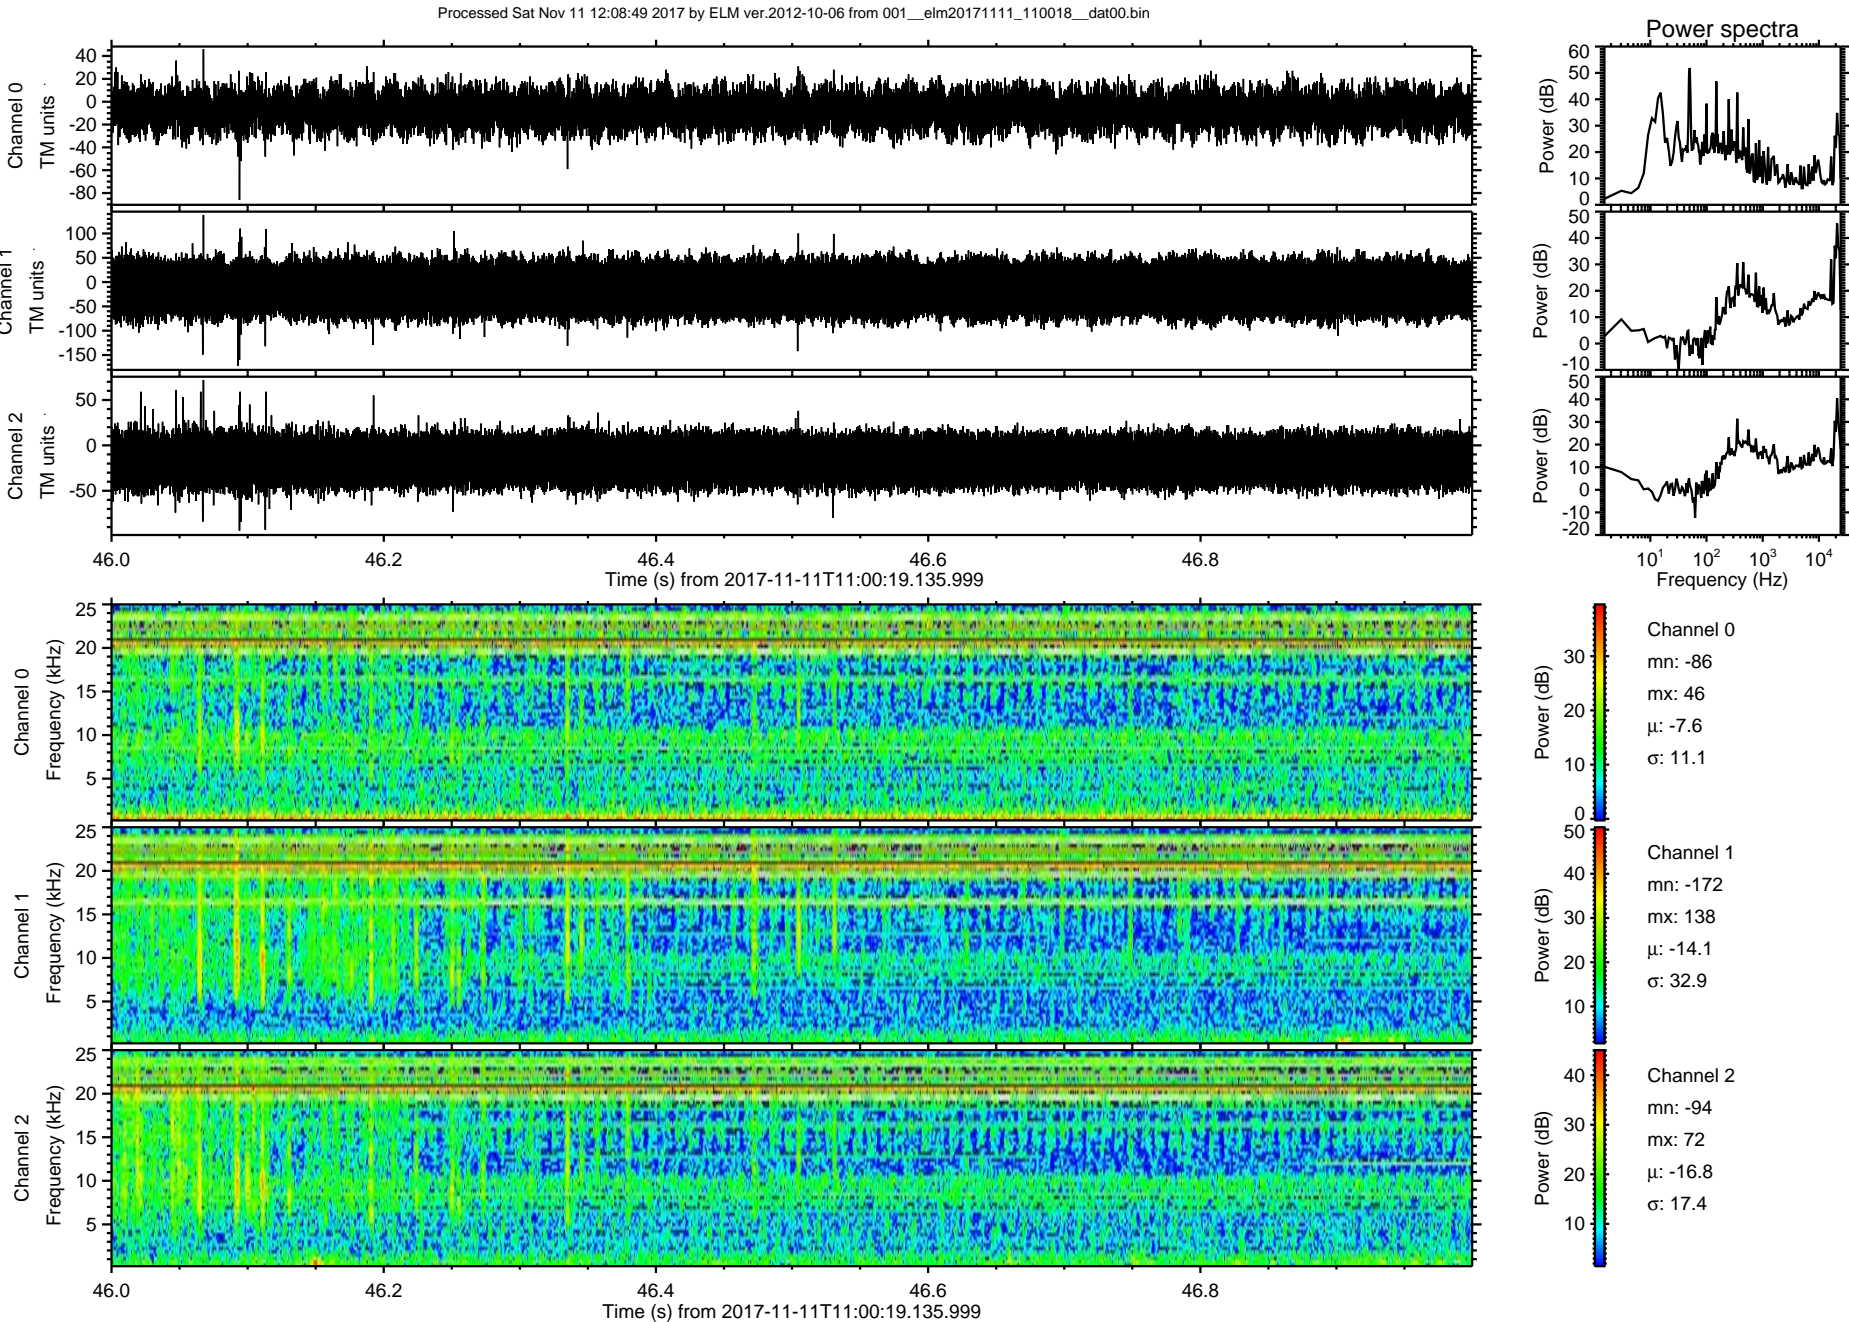 Processed Sat Nov 11 12:08:49 2017 by ELM ver.2012-10-06 from 001__elm20171111_110018__dat00.bin
Power spectra
Channel 0
TM units
40
20
0
-20
-40
-60
-80
Power (dB)
60
50
40
30
20
10
0
Channel 1
TM units
100
50
0
-50
-100
-150
Power (dB)
50
40
30
20
10
0
-10
Channel 2
TM units
50
0
-50
Power (dB)
50
40
30
20
10
0
-10
-20
46.0 46.2 46.4 46.6 46.8
Time (s) from 2017-11-11T11:00:19.135.999
10¹ 10² 10³ 10⁴
Frequency (Hz)
Channel 0
Frequency (kHz)
25
20
15
10
5
Power (dB)
30
20
10
0
Channel 0
mn: -86
mx: 46
μ: -7.6
σ: 11.1
Channel 1
Frequency (kHz)
25
20
15
10
5
Power (dB)
50
40
30
20
10
Channel 1
mn: -172
mx: 138
μ: -14.1
σ: 32.9
Channel 2
Frequency (kHz)
25
20
15
10
5
Power (dB)
40
30
20
10
Channel 2
mn: -94
mx: 72
μ: -16.8
σ: 17.4
46.0 46.2 46.4 46.6 46.8
Time (s) from 2017-11-11T11:00:19.135.999